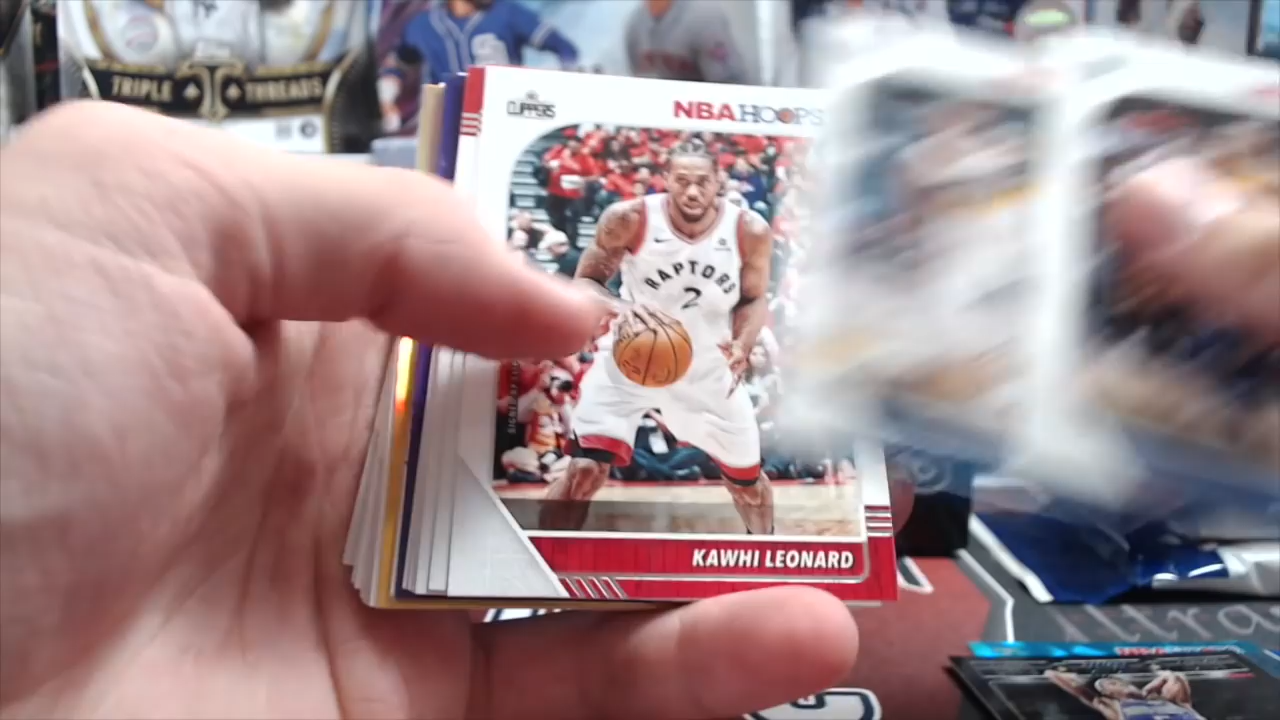 TRIPLE THREADS
CLIPPERS
NBA HOOPS
RAPTORS
2
KAWHI LEONARD